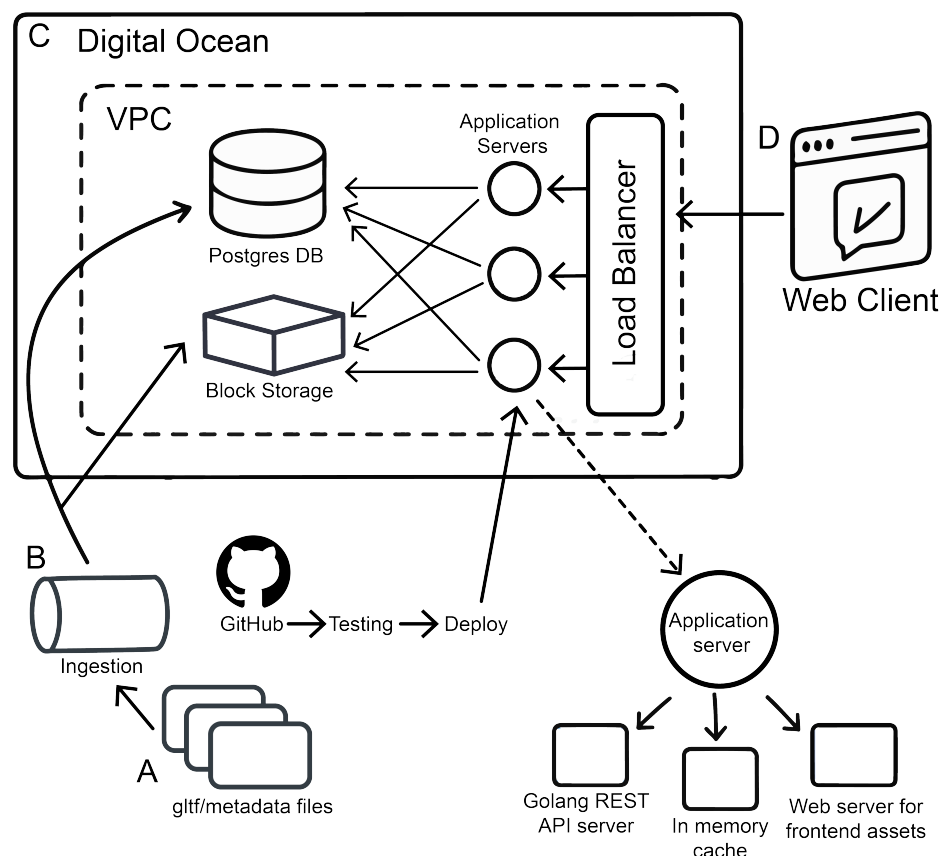 C
Digital Ocean
VPC
Application
Servers
Load Balancer
D
Web Client
Postgres DB
Block Storage
B
Ingestion
GitHub
Testing
Deploy
A
gltf/metadata files
Application
server
Golang REST
API server
In memory
cache
Web server for
frontend assets